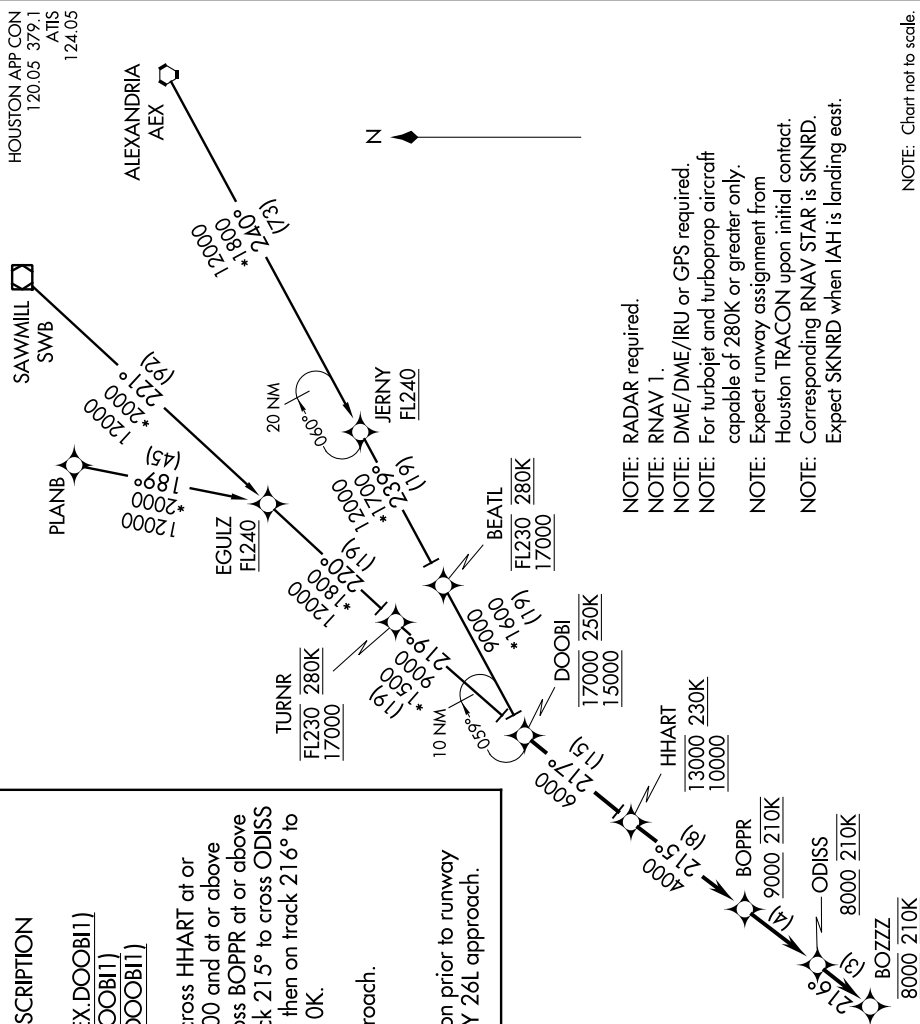 HOUSTON APP CON
120.05 379.1
ATIS
124.05
ALEXANDRIA
AEX
SAWMILL
SWB
PLANB
N
12000
*1800
240°
(73)
12000
*2000
221°
(92)
12000
*2000
189°
(45)
EGULZ
FL240
20 NM
060°
JERNY
FL240
12000
*1700
239°
(19)
12000
*1800
220°
(19)
BEATL
FL230 280K
17000
TURNR
FL230 280K
17000
9000
*1600
(19)
219°
9000
*1500
(19)
10 NM
059°
DOOBI
17000 250K
15000
6000
217°
(15)
HHART
13000 230K
10000
4000
215°
(8)
BOPPR
9000 210K
(4)
ODISS
8000 210K
216°
(3)
BOZZZ
8000 210K
NOTE: RADAR required.
NOTE: RNAV 1.
NOTE: DME/DME/IRU or GPS required.
NOTE: For turbojet and turboprop aircraft
capable of 280K or greater only.
NOTE: Expect runway assignment from
Houston TRACON upon initial contact.
NOTE: Corresponding RNAV STAR is SKNRD.
Expect SKNRD when IAH is landing east.
NOTE: Chart not to scale.
SCRIPTION
EX.DOOBI1)
OOBI1)
DOOBI1)
cross HHART at or
00 and at or above
ss BOPPR at or above
ck 215° to cross ODISS
then on track 216° to
0K.
roach.
on prior to runway
Y 26L approach.